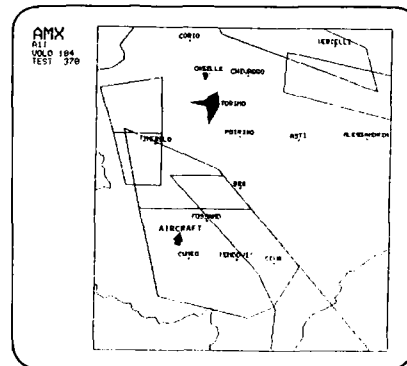 AMX
A11
VOLO 184
TEST 370
CORIO
VERCELLI
CASELLE
CHIVASSO
TORINO
POIRINO
ASTI
ALESSANDRIA
PINEROLO
BRA
FOSSANO
AIRCRAFT
CUNEO
MONDOVI'
CEVA